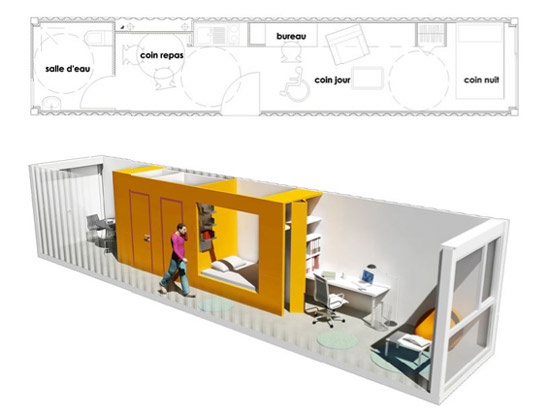 bureau
coin repas
salle d'eau
coin jour
coin nuit